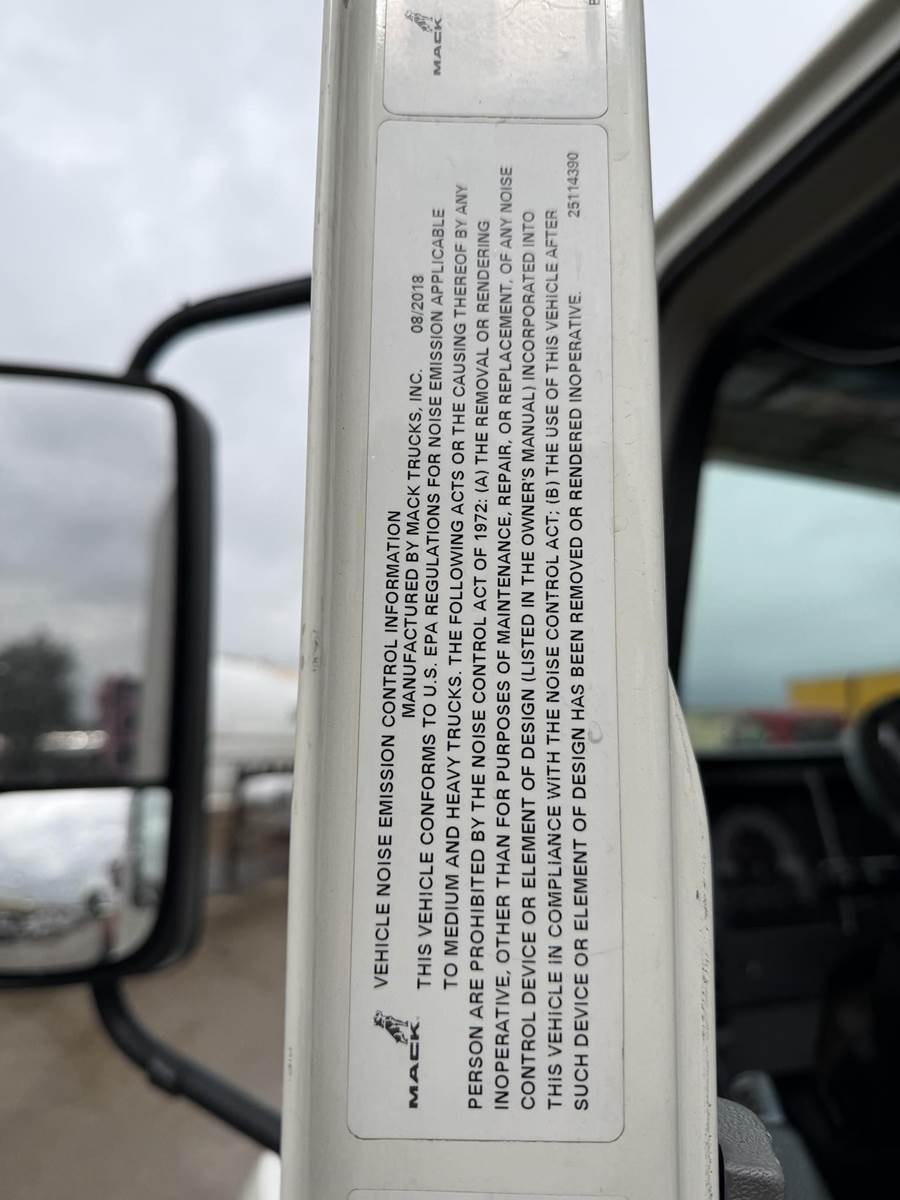 MACK
VEHICLE NOISE EMISSION CONTROL INFORMATION
MANUFACTURED BY MACK TRUCKS, INC. 08/2018
THIS VEHICLE CONFORMS TO U.S. EPA REGULATIONS FOR NOISE EMISSION APPLICABLE
TO MEDIUM AND HEAVY TRUCKS. THE FOLLOWING ACTS OR THE CAUSING THEREOF BY ANY
PERSON ARE PROHIBITED BY THE NOISE CONTROL ACT OF 1972: (A) THE REMOVAL OR RENDERING
INOPERATIVE, OTHER THAN FOR PURPOSES OF MAINTENANCE, REPAIR, OR REPLACEMENT, OF ANY NOISE
CONTROL DEVICE OR ELEMENT OF DESIGN (LISTED IN THE OWNER'S MANUAL) INCORPORATED INTO
THIS VEHICLE IN COMPLIANCE WITH THE NOISE CONTROL ACT; (B) THE USE OF THIS VEHICLE AFTER
SUCH DEVICE OR ELEMENT OF DESIGN HAS BEEN REMOVED OR RENDERED INOPERATIVE. 25114390
MACK